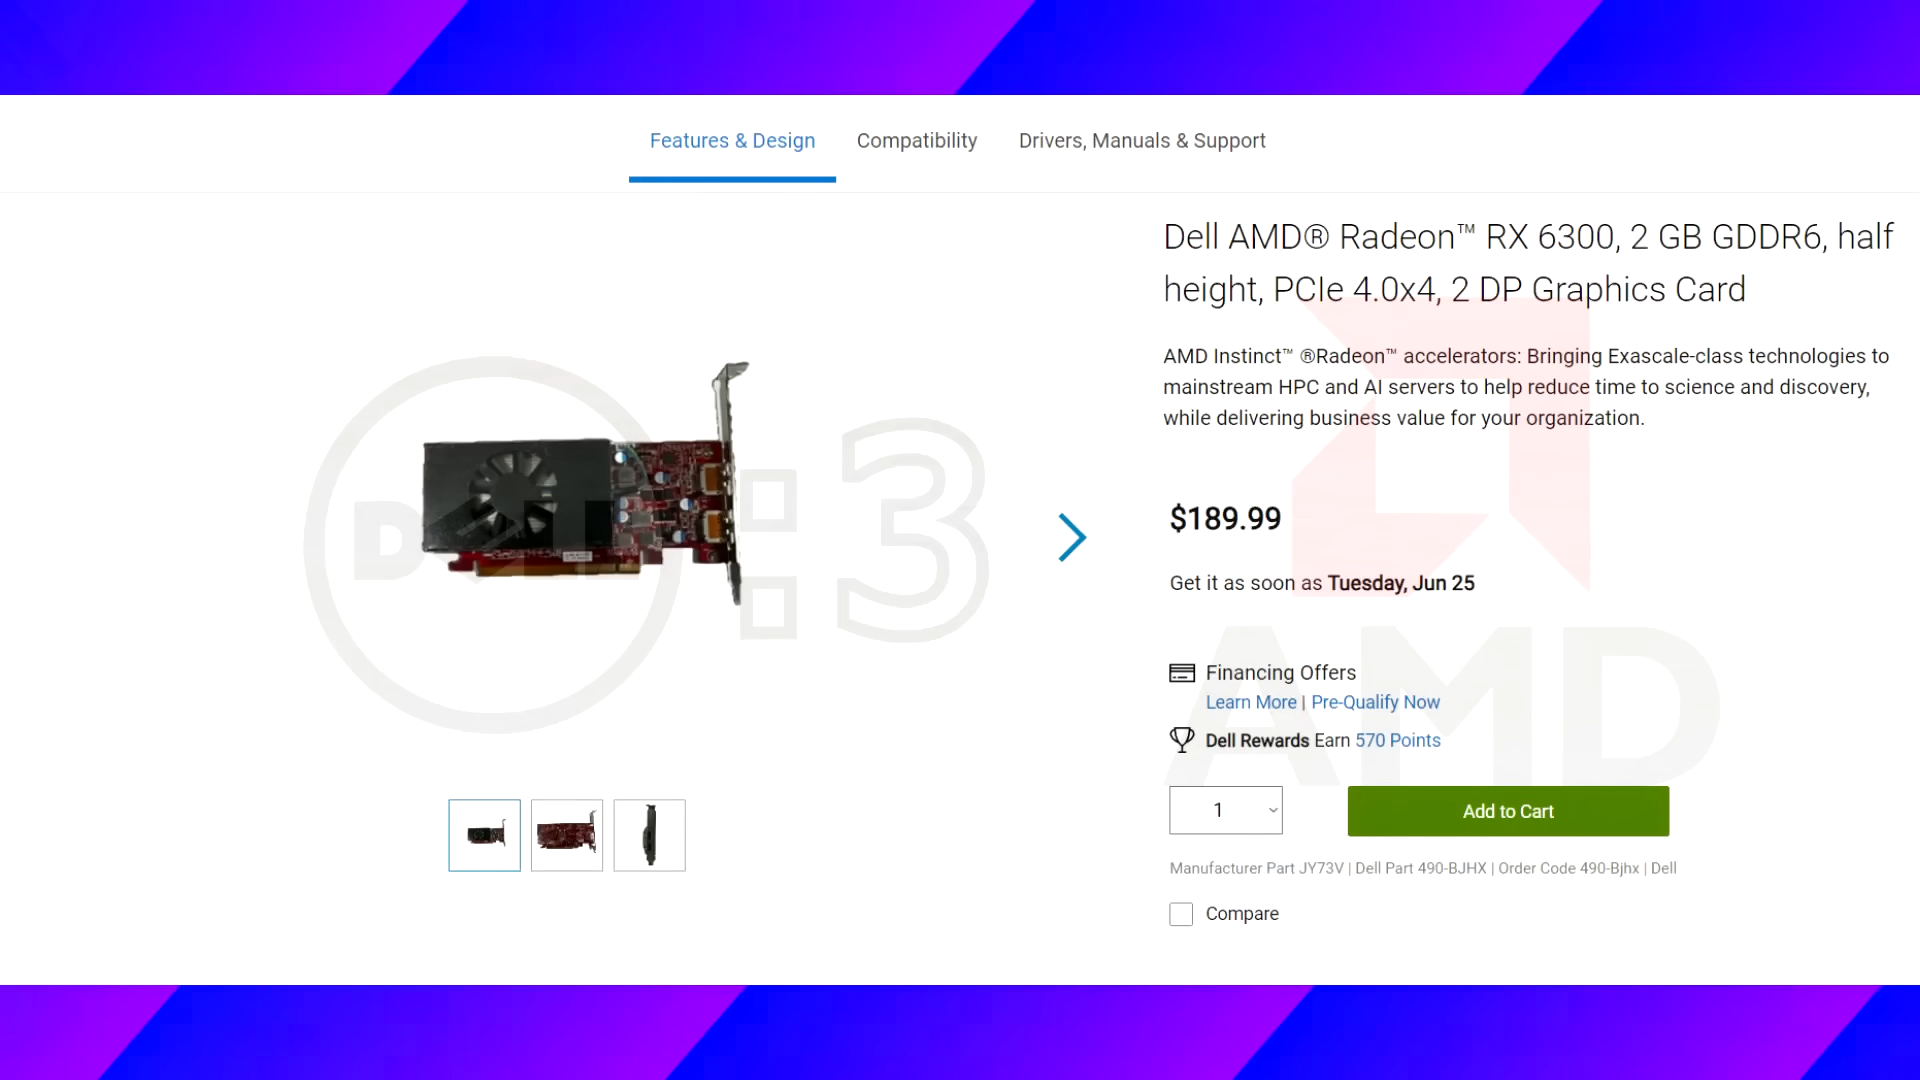 Features & Design
Compatibility
Drivers, Manuals & Support
Dell AMD® Radeon™ RX 6300, 2 GB GDDR6, half
height, PCIe 4.0x4, 2 DP Graphics Card
AMD Instinct™ ®Radeon™ accelerators: Bringing Exascale-class technologies to
mainstream HPC and AI servers to help reduce time to science and discovery,
while delivering business value for your organization.
$189.99
Get it as soon as Tuesday, Jun 25
Financing Offers
Learn More | Pre-Qualify Now
Dell Rewards Earn 570 Points
1
Add to Cart
Manufacturer Part JY73V | Dell Part 490-BJHX | Order Code 490-Bjhx | Dell
Compare
DELL
:3
AMD